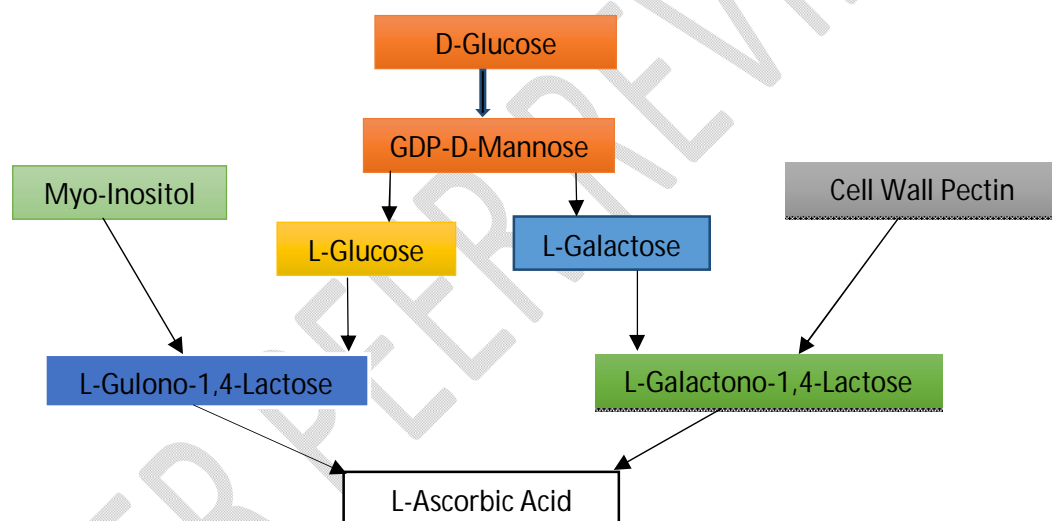 D-Glucose
GDP-D-Mannose
Myo-Inositol
Cell Wall Pectin
L-Glucose
L-Galactose
L-Gulono-1,4-Lactose
L-Galactono-1,4-Lactose
L-Ascorbic Acid